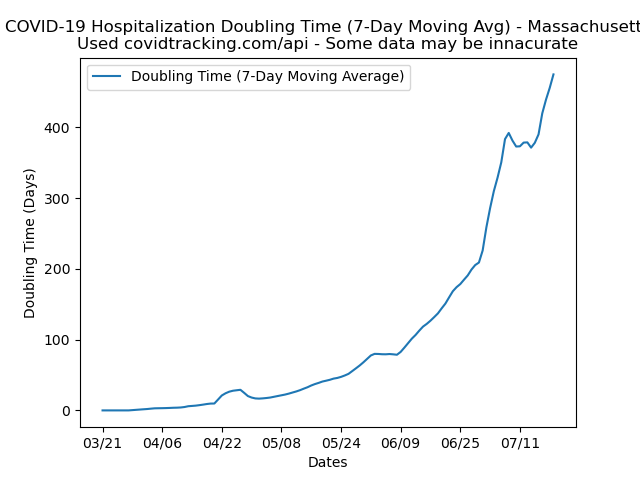 COVID-19 Hospitalization Doubling Time (7-Day Moving Avg) - Massachusett
Used covidtracking.com/api - Some data may be innacurate
Doubling Time (7-Day Moving Average)
Doubling Time (Days)
400
300
200
100
0
03/21 04/06 04/22 05/08 05/24 06/09 06/25 07/11
Dates